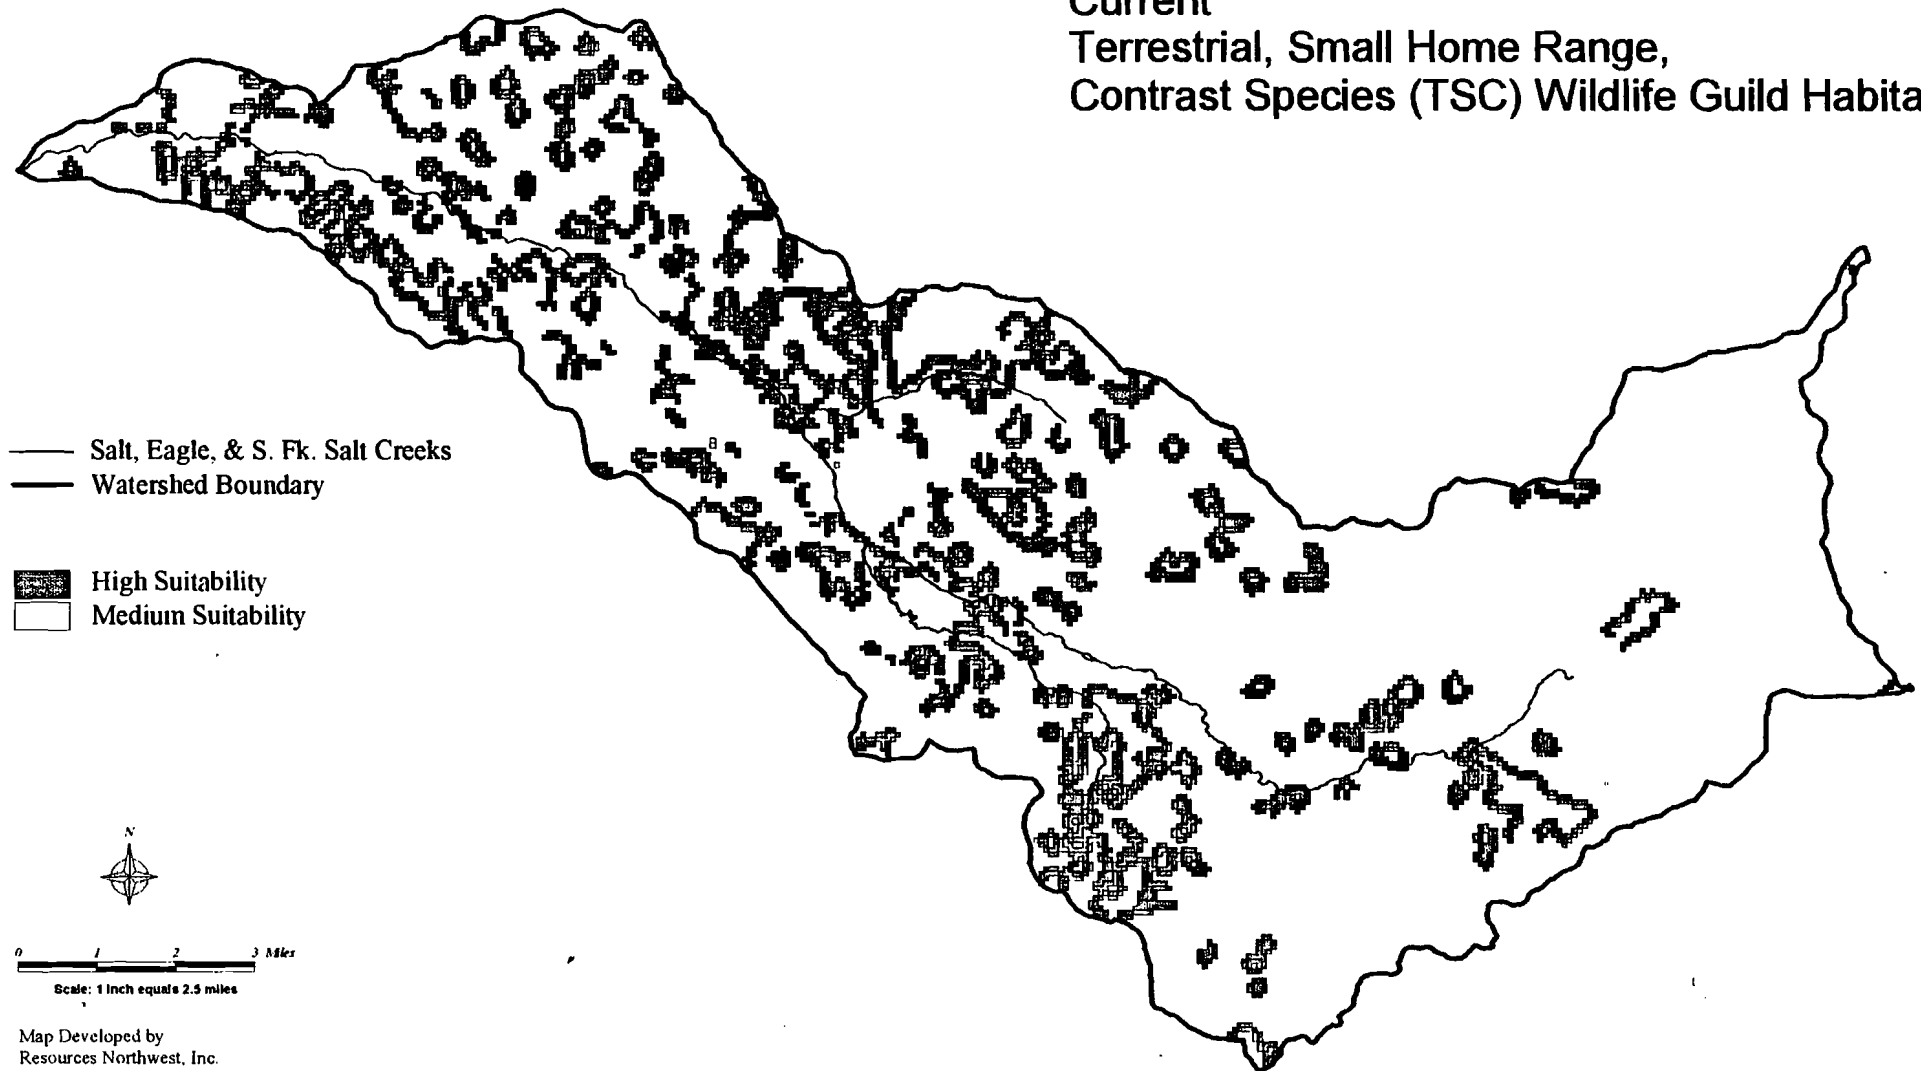 Current
Terrestrial, Small Home Range,
Contrast Species (TSC) Wildlife Guild Habita
Salt, Eagle, & S. Fk. Salt Creeks
Watershed Boundary
High Suitability
Medium Suitability
N
0 1 2 3 Miles
Scale: 1 inch equals 2.5 miles
Map Developed by
Resources Northwest, Inc.